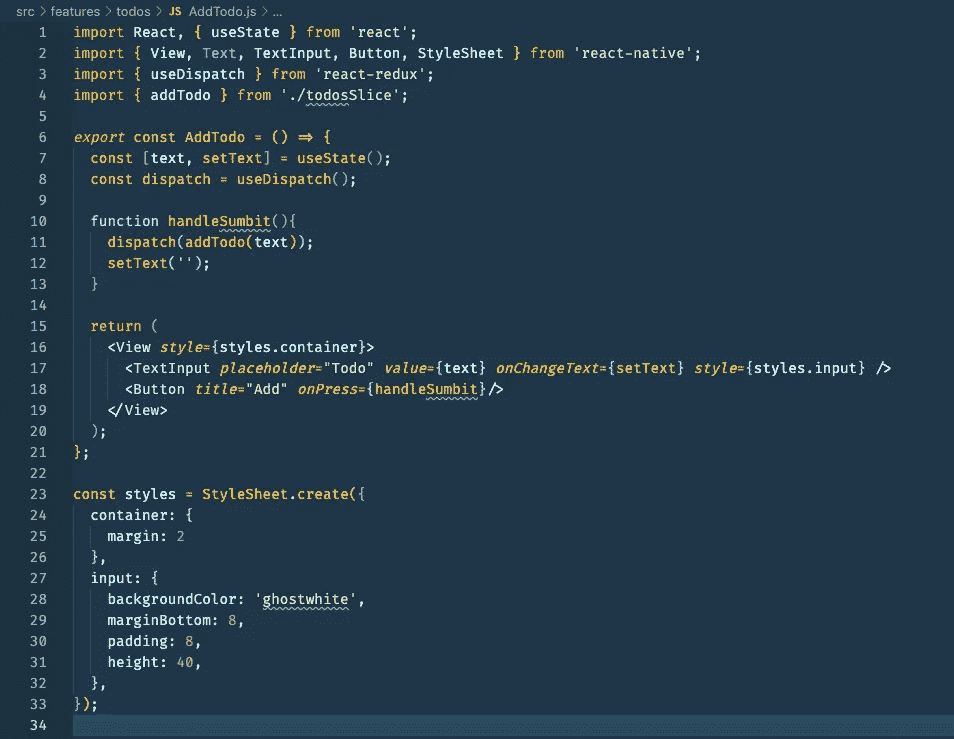 src > features > todos > JS AddTodo.js > ...
1 import React, { useState } from 'react';
2 import { View, Text, TextInput, Button, StyleSheet } from 'react-native';
3 import { useDispatch } from 'react-redux';
4 import { addTodo } from './todosSlice';
5
6 export const AddTodo = () => {
7   const [text, setText] = useState();
8   const dispatch = useDispatch();
9
10   function handleSumbit(){
11     dispatch(addTodo(text));
12     setText('');
13   }
14
15   return (
16     <View style={styles.container}>
17       <TextInput placeholder="Todo" value={text} onChangeText={setText} style={styles.input} />
18       <Button title="Add" onPress={handleSumbit}/>
19     </View>
20   );
21 };
22
23 const styles = StyleSheet.create({
24   container: {
25     margin: 2
26   },
27   input: {
28     backgroundColor: 'ghostwhite',
29     marginBottom: 8,
30     padding: 8,
31     height: 40,
32   },
33 });
34